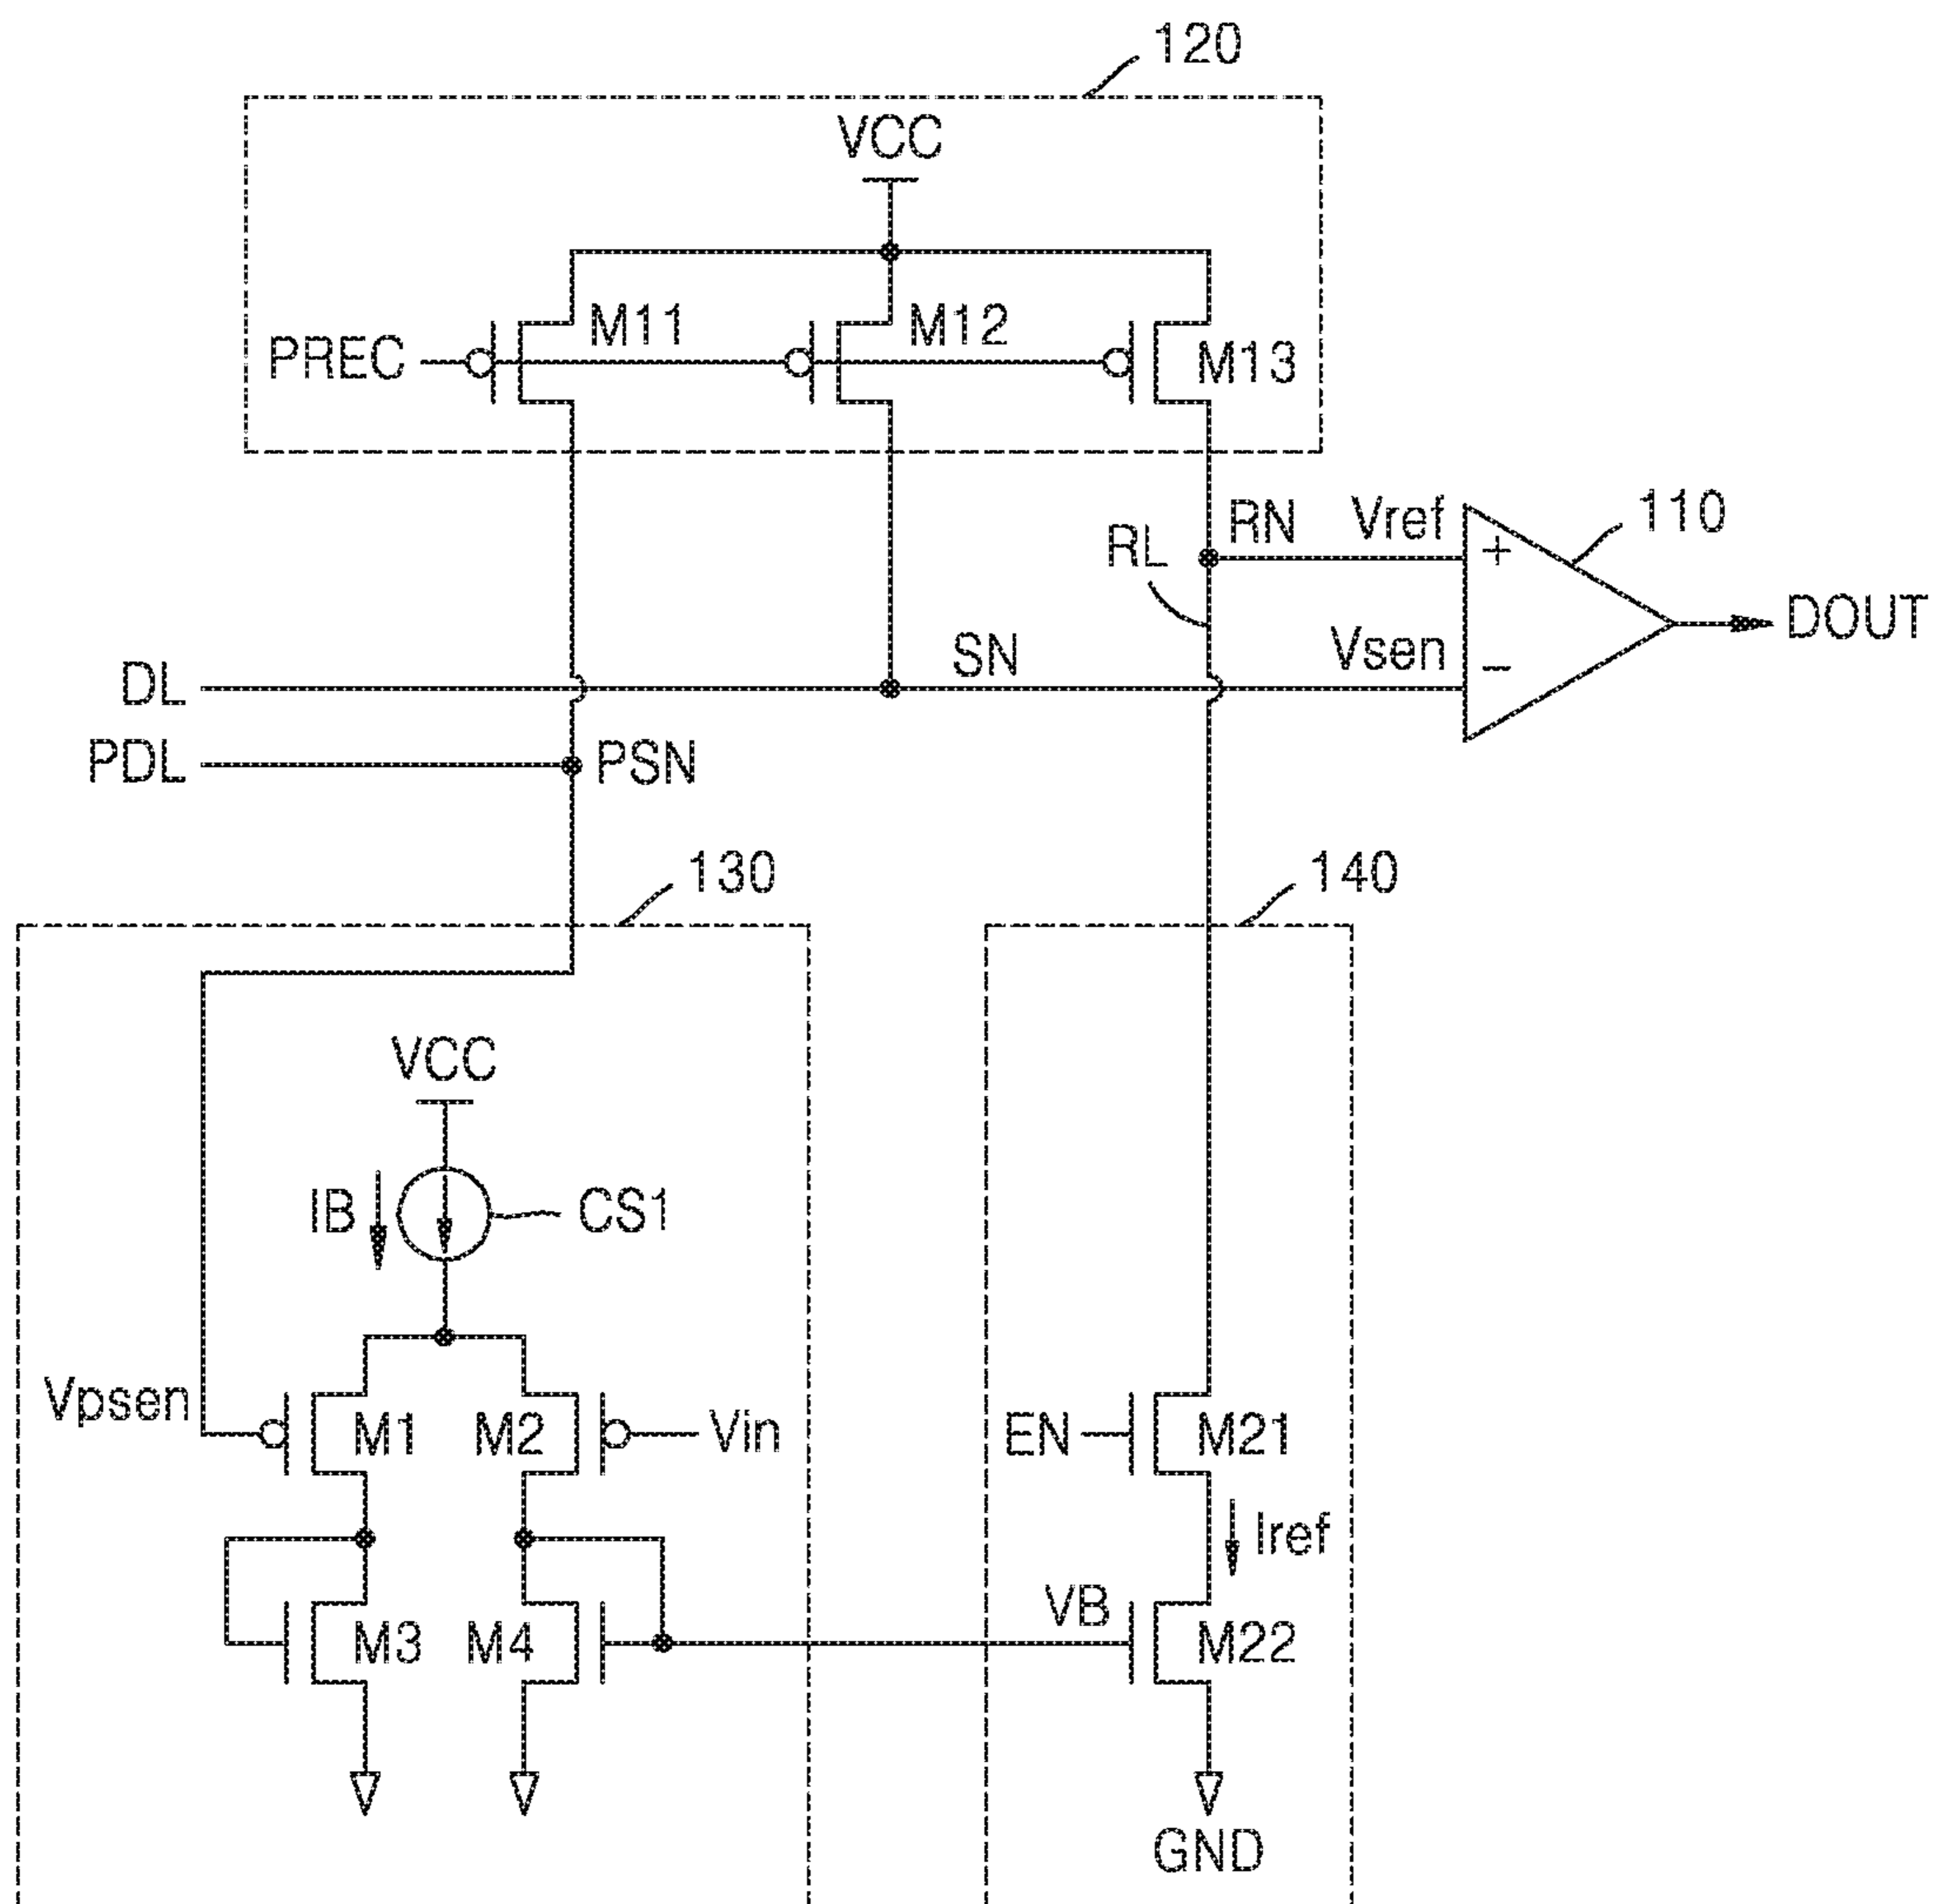 120
VCC
PREC
M11
M12
M13
110
RN
Vref
+
RL
DOUT
SN
Vsen
−
DL
PDL
PSN
130
140
VCC
IB
CS1
Vpsen
M1
M2
Vin
EN
M21
Iref
VB
M3
M4
M22
GND